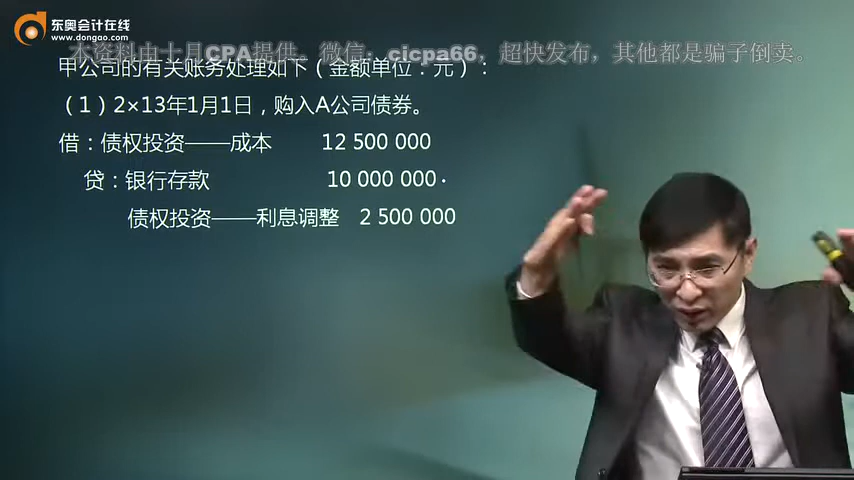 东奥会计在线
www.dongao.com
本资料由十月CPA提供。微信：cicpa66，超快发布，其他都是骗子倒卖。
甲公司的有关账务处理如下（金额单位：元）：
（1）2×13年1月1日，购入A公司债券。
借：债权投资——成本 12 500 000
贷：银行存款 10 000 000
债权投资——利息调整 2 500 000